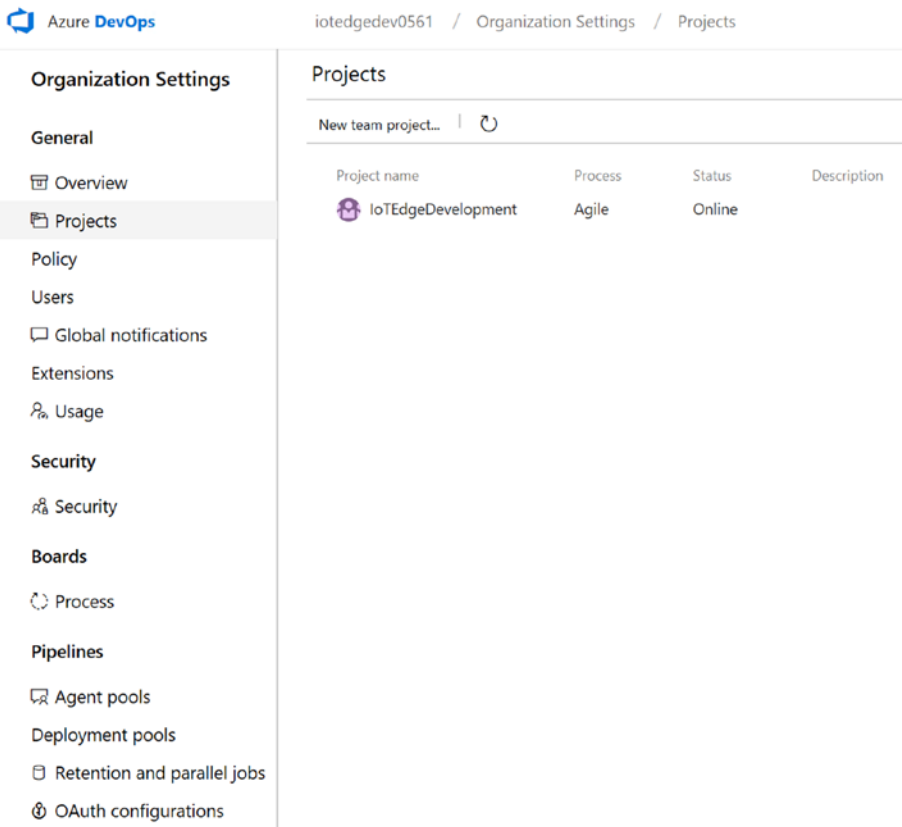 Azure DevOps
iotedgedev0561 / Organization Settings / Projects
Organization Settings
General
Overview
Projects
Policy
Users
Global notifications
Extensions
Usage
Security
Security
Boards
Process
Pipelines
Agent pools
Deployment pools
Retention and parallel jobs
OAuth configurations
Projects
New team project...
Project name Process Status Description
IoTEdgeDevelopment Agile Online